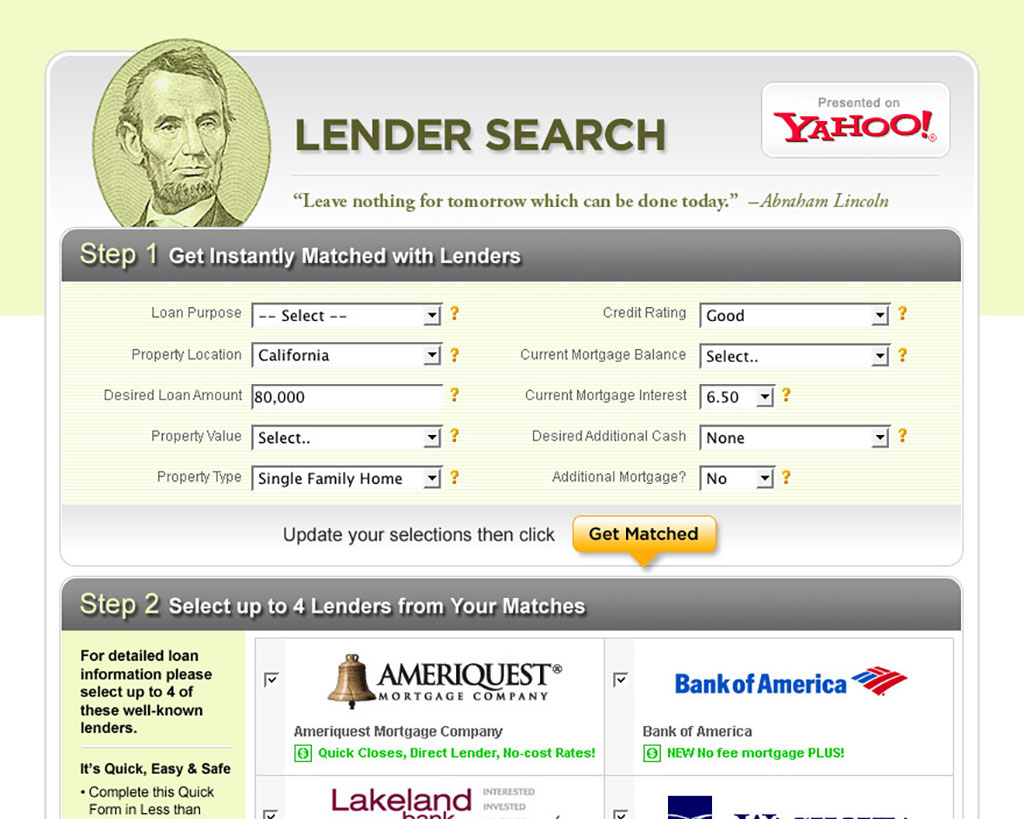 Presented on
YAHOO!®
LENDER SEARCH
“Leave nothing for tomorrow which can be done today.” –Abraham Lincoln
Step 1 Get Instantly Matched with Lenders
Loan Purpose -- Select -- ? Credit Rating Good ?
Property Location California ? Current Mortgage Balance Select.. ?
Desired Loan Amount 80,000 ? Current Mortgage Interest 6.50 ?
Property Value Select.. ? Desired Additional Cash None ?
Property Type Single Family Home ? Additional Mortgage? No ?
Update your selections then click Get Matched
Step 2 Select up to 4 Lenders from Your Matches
For detailed loan
information please
select up to 4 of
these well-known
lenders.
It's Quick, Easy & Safe
• Complete this Quick
Form in Less than
AMERIQUEST®
MORTGAGE COMPANY
Ameriquest Mortgage Company
Quick Closes, Direct Lender, No-cost Rates!
Bank of America
Bank of America
NEW No fee mortgage PLUS!
Lakeland
bank
INTERESTED
INVESTED